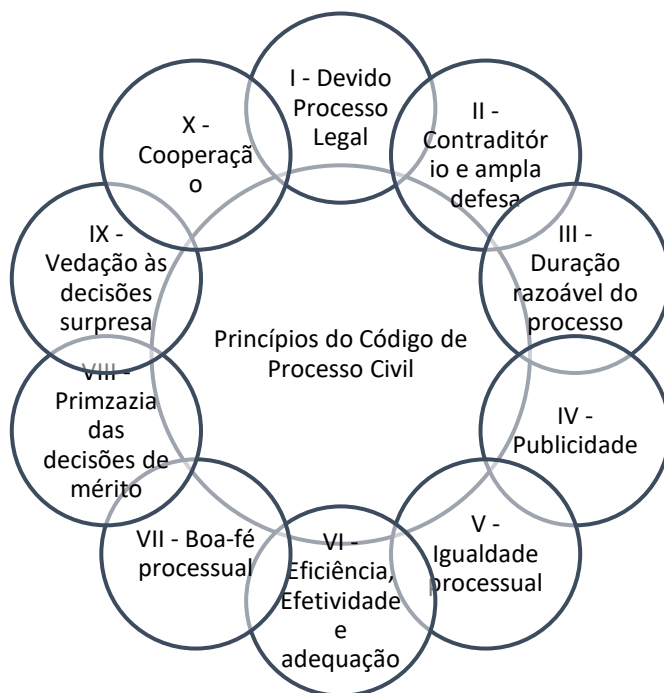 I - Devido
Processo
Legal
II -
Contraditór
io e ampla
defesa
III -
Duração
razoável do
processo
IV -
Publicidade
V -
Igualdade
processual
VI -
Eficiência,
Efetividade
e
adequação
VII - Boa-fé
processual
VIII -
Primzazia
das
decisões de
mérito
IX -
Vedação às
decisões
surpresa
X -
Cooperaçã
o
Princípios do Código de
Processo Civil